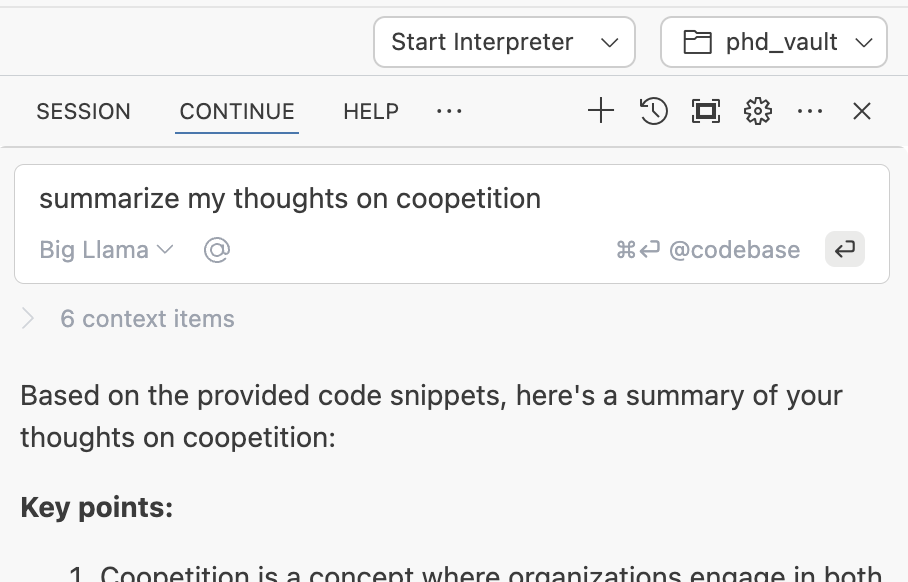 Start Interpreter phd_vault
SESSION CONTINUE HELP
summarize my thoughts on coopetition
Big Llama @ ⌘↩ @codebase
6 context items
Based on the provided code snippets, here's a summary of your
thoughts on coopetition:
Key points:
1. Coopetition is a concept where organizations engage in both